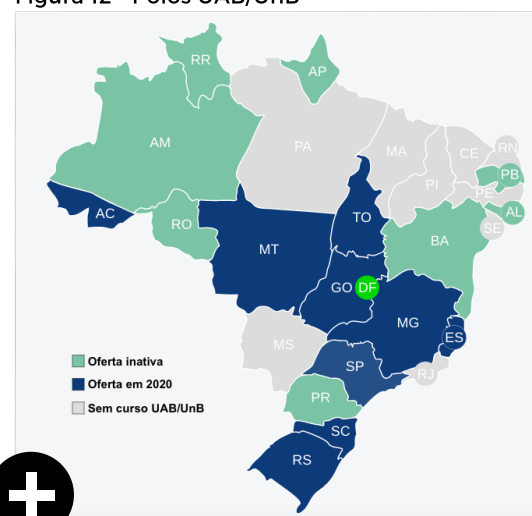 Figura 12 - Polos UAB/UnB
RR
AP
AM
PA
MA
CE
RN
PI
PB
PE
AC
TO
AL
RO
SE
BA
MT
GO
DF
MG
ES
MS
SP
RJ
Oferta inativa
Oferta em 2020
Sem curso UAB/UnB
PR
SC
RS